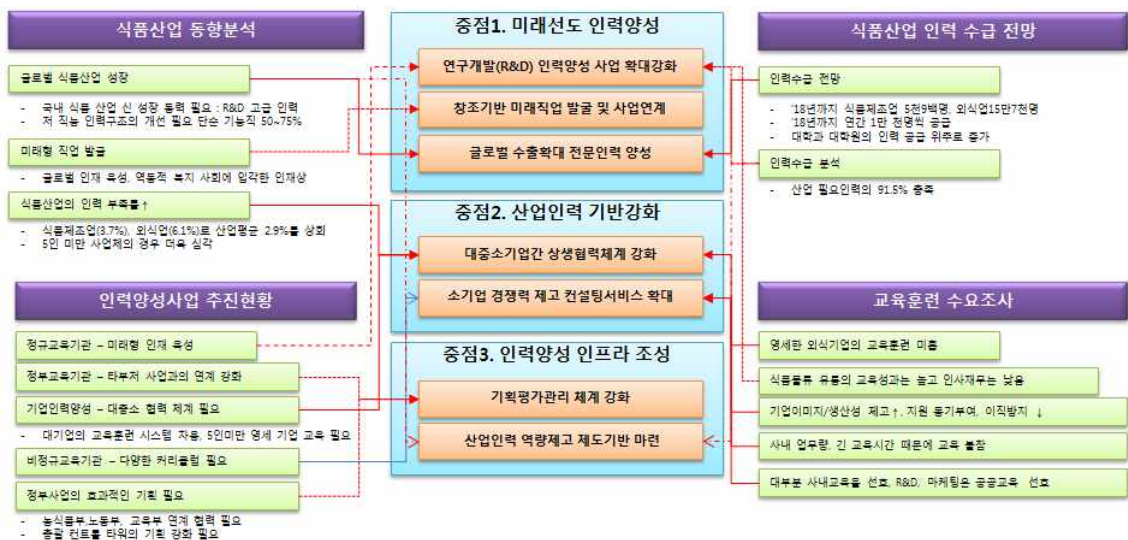 식품산업 동향분석
글로벌 식품산업 성장
- 국내 식품 산업 신 성장 동력 필요 : R&D 고급 인력
- 저 직능 인력구조의 개선 필요 단순 기능직 50~75%
미래형 직업 발굴
- 글로벌 인재 육성, 역동적 복지 사회에 입각한 인재상
식품산업의 인력 부족률↑
- 식품제조업(3.7%), 외식업(6.1%)로 산업평균 2.9%를 상회
- 5인 미만 사업체의 경우 더욱 심각
인력양성사업 추진현황
정규교육기관 – 미래형 인재 육성
정부교육기관 – 타부처 사업과의 연계 강화
기업인력양성 – 대중소 협력 체계 필요
- 대기업의 교육훈련 시스템 차용, 5인미만 영세 기업 교육 필요
비정규교육기관 – 다양한 커리큘럼 필요
정부사업의 효과적인 기획 필요
- 농식품부,노동부, 교육부 연계 협력 필요
- 총괄 컨트롤 타워의 기획 강화 필요
중점1. 미래선도 인력양성
연구개발(R&D) 인력양성 사업 확대강화
창조기반 미래직업 발굴 및 사업연계
글로벌 수출확대 전문인력 양성
중점2. 산업인력 기반강화
대중소기업간 상생협력체계 강화
소기업 경쟁력 제고 컨설팅서비스 확대
중점3. 인력양성 인프라 조성
기획평가관리 체계 강화
산업인력 역량제고 제도기반 마련
식품산업 인력 수급 전망
인력수급 전망
- '18년까지 식품제조업 5천9백명, 외식업15만7천명
- '18년까지 연간 1만 천명씩 공급
- 대학과 대학원의 인력 공급 위주로 증가
인력수급 분석
- 산업 필요인력의 91.5% 충족
교육훈련 수요조사
영세한 외식기업의 교육훈련 미흡
식품물류 유통의 교육성과는 높고 인사재무는 낮음
기업이미지/생산성 제고↑, 지원 동기부여, 이직방지 ↓
사내 업무량, 긴 교육시간 때문에 교육 불참
대부분 사내교육을 선호, R&D, 마케팅은 공공교육 선호